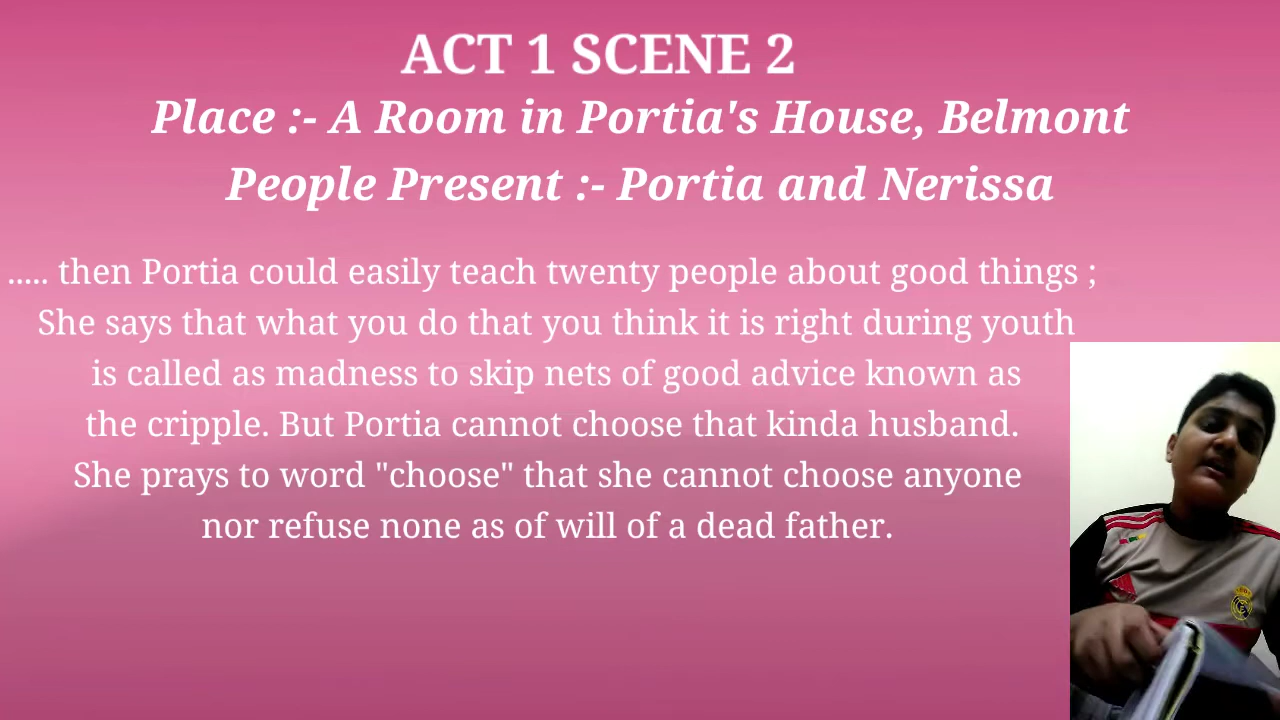 ACT 1 SCENE 2
Place :- A Room in Portia's House, Belmont
People Present :- Portia and Nerissa
..... then Portia could easily teach twenty people about good things ;
She says that what you do that you think it is right during youth
is called as madness to skip nets of good advice known as
the cripple. But Portia cannot choose that kinda husband.
She prays to word "choose" that she cannot choose anyone
nor refuse none as of will of a dead father.